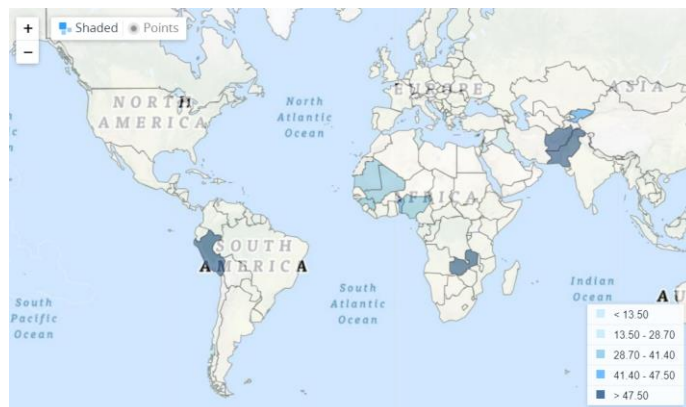 +
Shaded Points
−
NORTH
AMERICA
H
North
Atlantic
Ocean
EUROPE
ASIA
AFRICA
SOUTH
AMERICA
A
A
South
Pacific
Ocean
South
Atlantic
Ocean
Indian
Ocean
A U
< 13.50
13.50 - 28.70
28.70 - 41.40
41.40 - 47.50
> 47.50